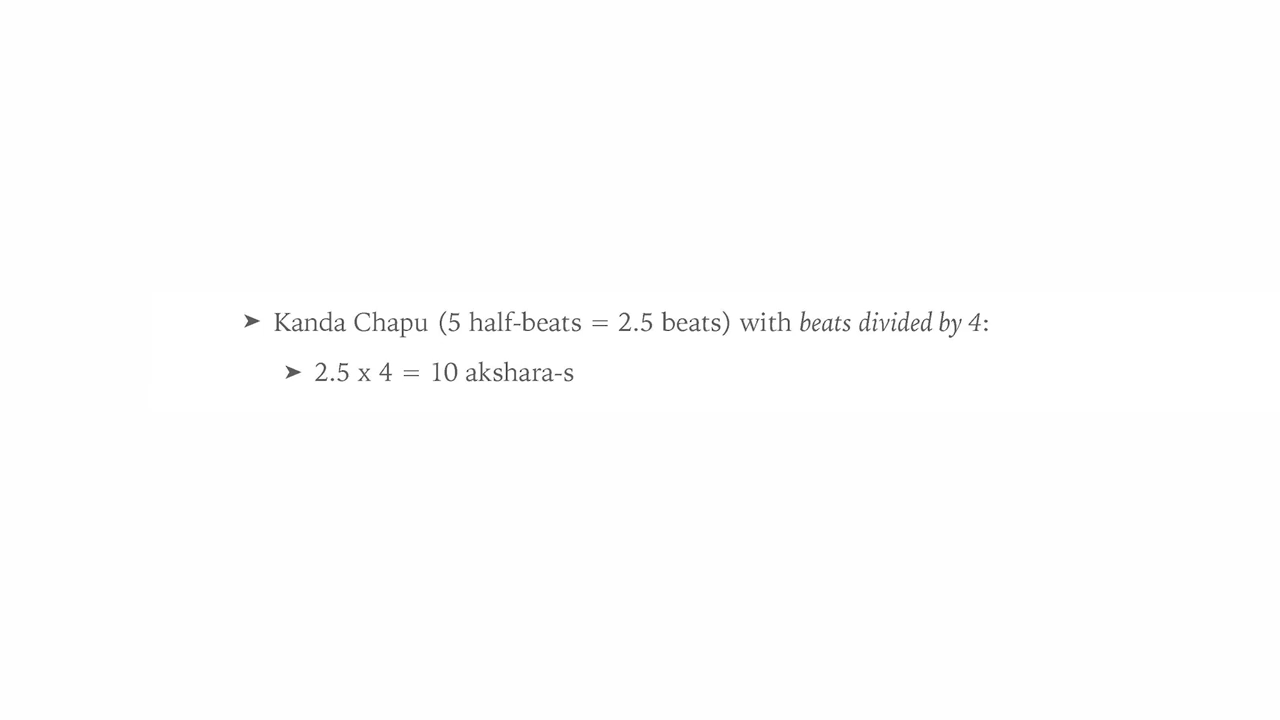 ➤ Kanda Chapu (5 half-beats = 2.5 beats) with beats divided by 4:
➤ 2.5 x 4 = 10 akshara-s